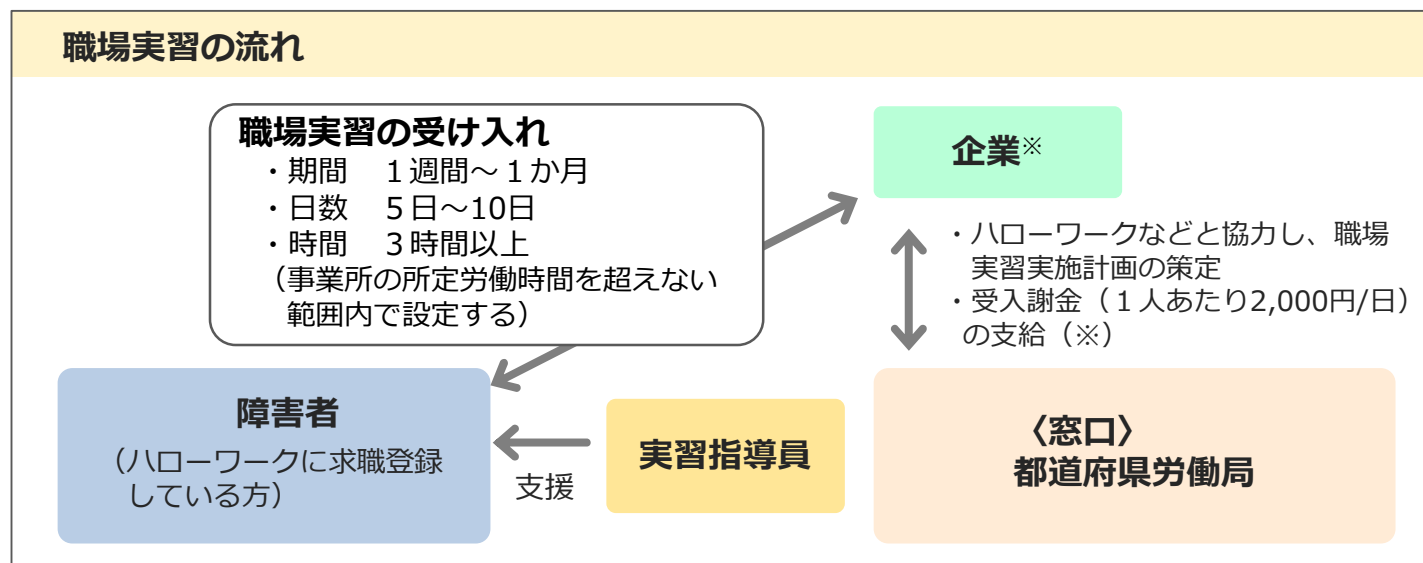 職場実習の流れ
職場実習の受け入れ
・期間　１週間～１か月
・日数　５日～10日
・時間　３時間以上
（事業所の所定労働時間を超えない
範囲内で設定する）
企業※
・ハローワークなどと協力し、職場
実習実施計画の策定
・受入謝金（１人あたり2,000円/日）
の支給（※）
障害者
（ハローワークに求職登録
している方）
支援
実習指導員
〈窓口〉
都道府県労働局